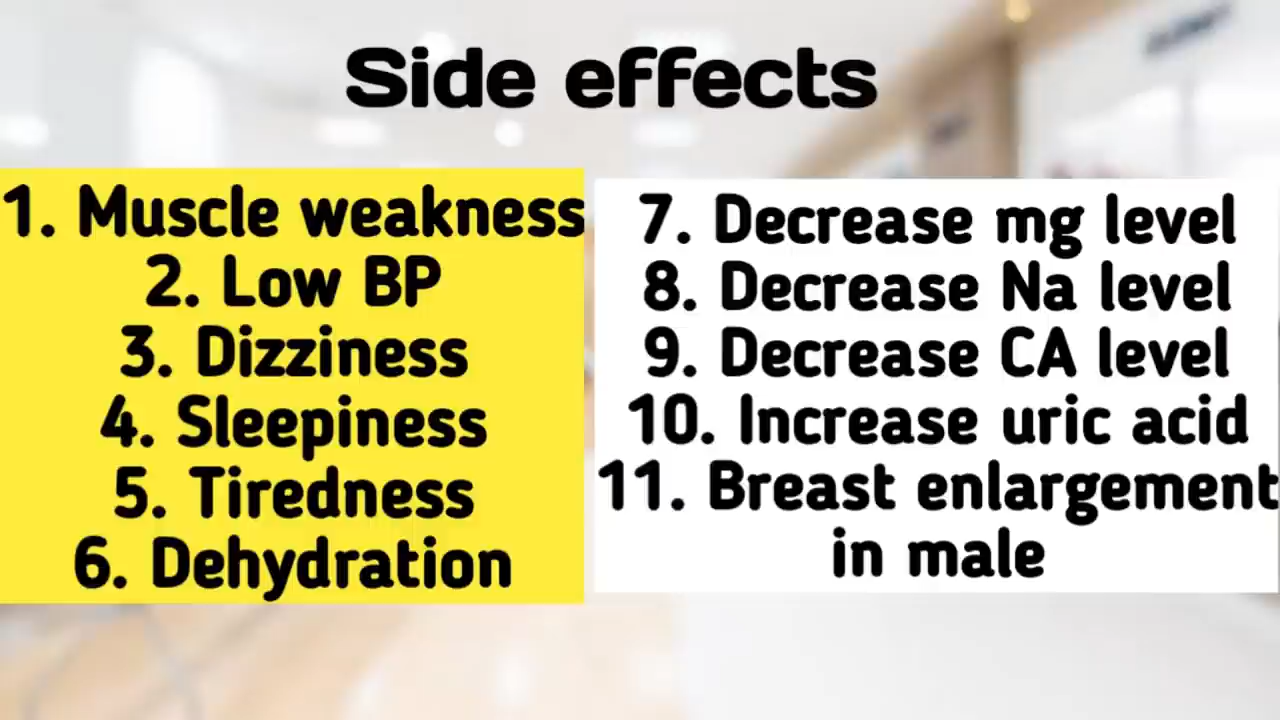 Side effects
1. Muscle weakness
2. Low BP
3. Dizziness
4. Sleepiness
5. Tiredness
6. Dehydration
7. Decrease mg level
8. Decrease Na level
9. Decrease CA level
10. Increase uric acid
11. Breast enlargement
in male